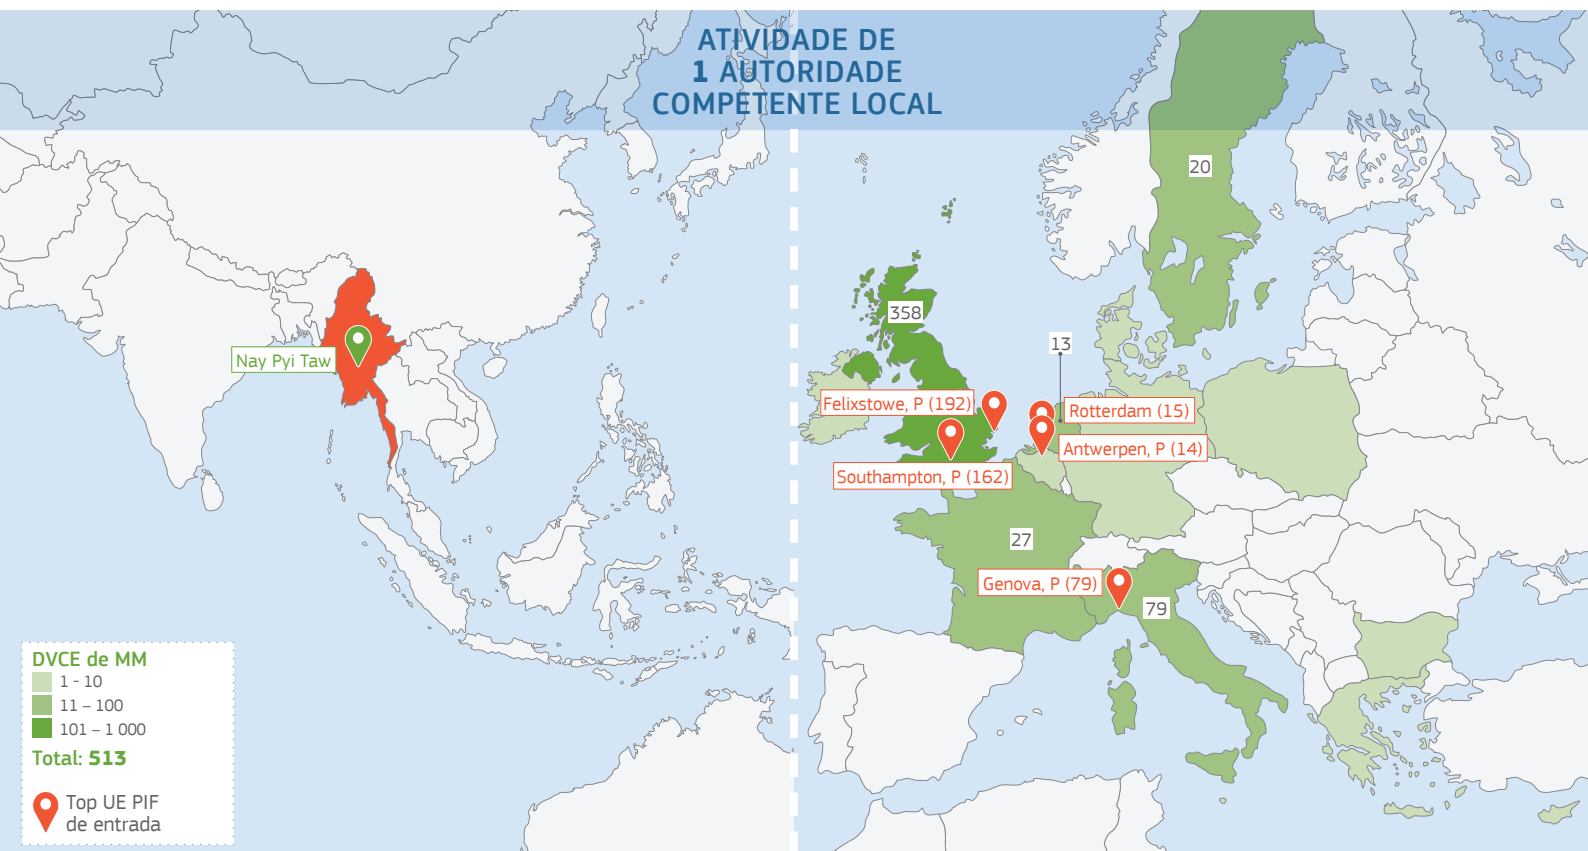 ATIVIDADE DE
1 AUTORIDADE
COMPETENTE LOCAL
20
358
13
Nay Pyi Taw
Felixstowe, P (192)
Rotterdam (15)
Antwerpen, P (14)
Southampton, P (162)
27
Genova, P (79)
79
DVCE de MM
1 - 10
11 – 100
101 – 1 000
Total: 513
Top UE PIF
de entrada